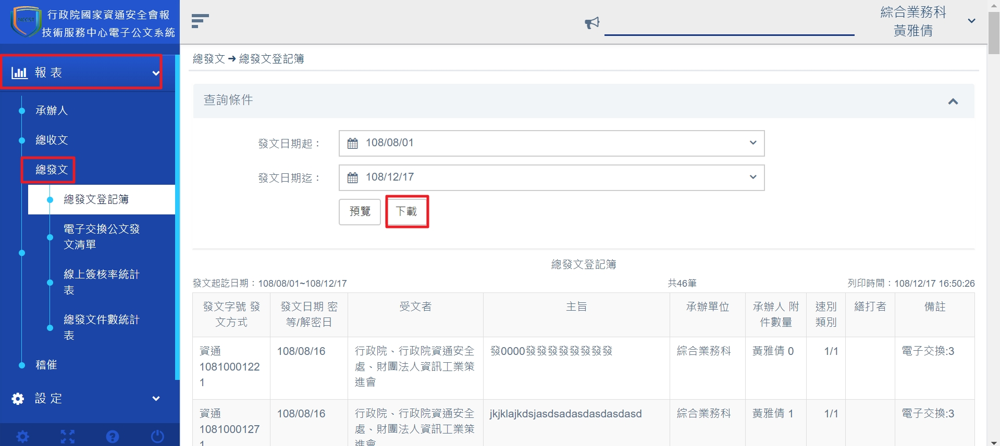 NCCST
行政院國家資通安全會報
技術服務中心電子公文系統
報 表
承辦人
總收文
總發文
總發文登記簿
電子交換公文發
文清單
線上簽核率統計
表
總發文件數統計
表
稽催
設 定
綜合業務科
黃雅倩
總發文 ➔ 總發文登記簿
查詢條件
發文日期起：
108/08/01
發文日期迄：
108/12/17
預覽
下載
總發文登記簿
發文起訖日期：108/08/01~108/12/17
共46筆
列印時間：108/12/17 16:50:26
發文字號 發
文方式
發文日期 密
等/解密日
受文者
主旨
承辦單位
承辦人 附
件數量
速別
類別
繕打者
備註
資通
1081000122
1
108/08/16
行政院、行政院資通安全
處、財團法人資訊工業策
進會
發0000發發發發發發發發
綜合業務科
黃雅倩 0
1/1
電子交換:3
資通
1081000127
1
108/08/16
行政院、行政院資通安全
處、財團法人資訊工業策
進會
jkjklajkdsjasdsadasdasdasdasd
綜合業務科
黃雅倩 1
1/1
電子交換:3